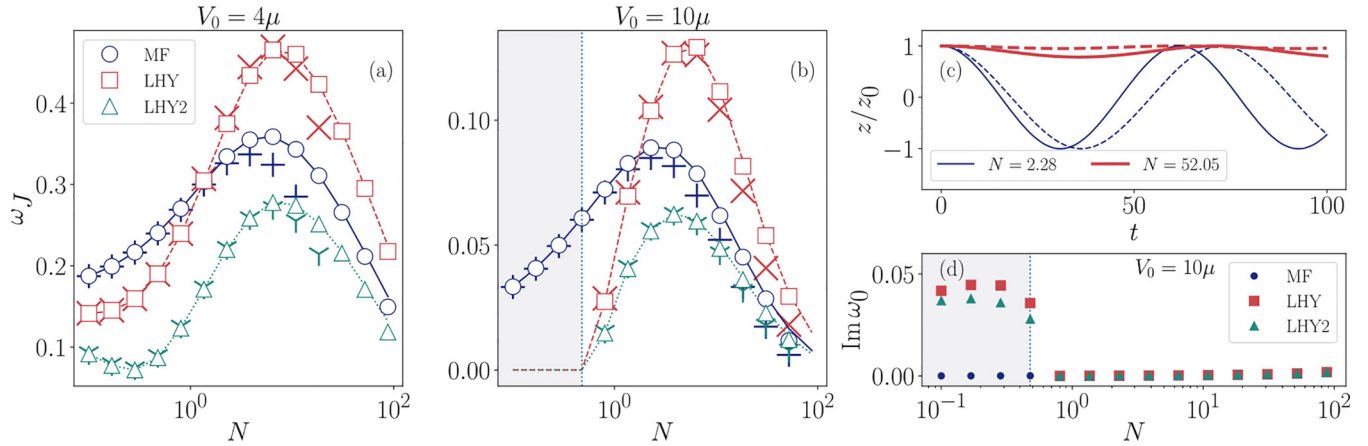 V₀ = 4μ
(a)
MF
LHY
LHY2
0.4
0.3
0.2
0.1
ω_J
10⁰ 10²
N
V₀ = 10μ
(b)
0.10
0.05
0.00
10⁰ 10²
N
(c)
1
0
−1
z/z₀
N = 2.28 N = 52.05
0 50 100
t
(d)
V₀ = 10μ
MF
LHY
LHY2
0.05
0.00
Im ω₀
10⁻¹ 10⁰ 10¹ 10²
N